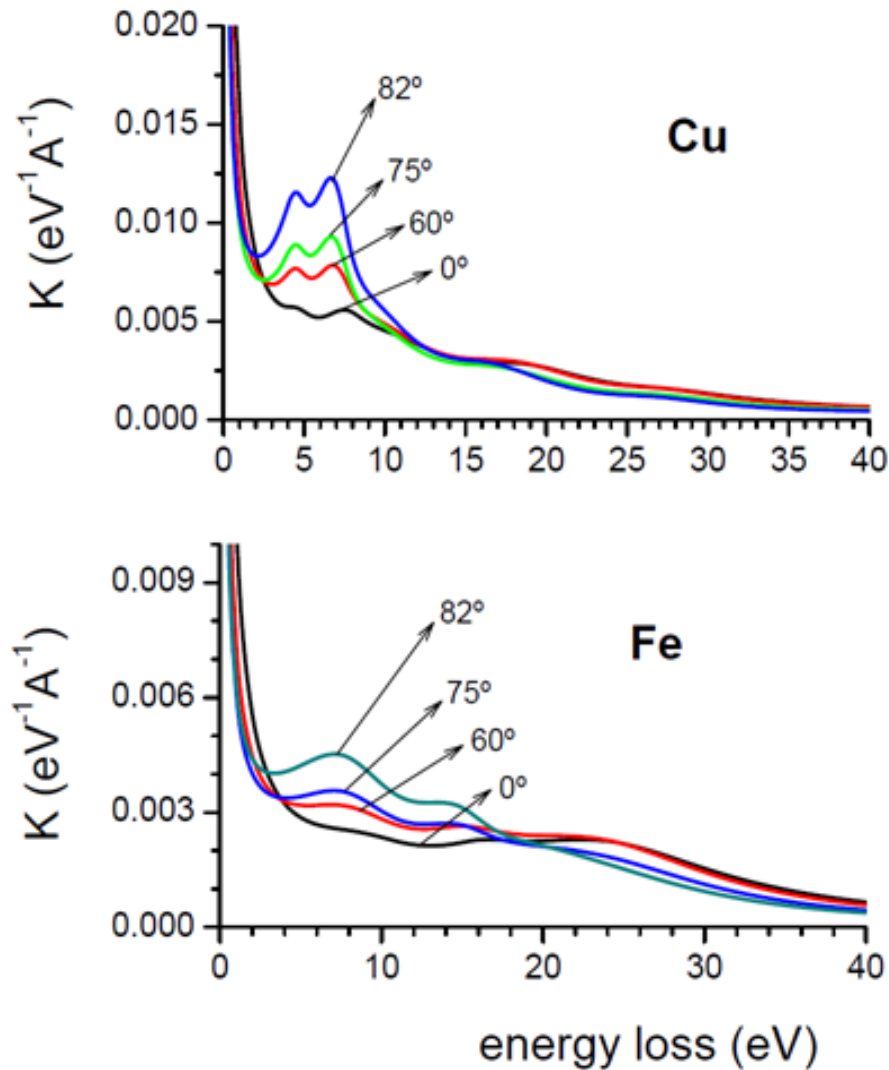 0.020
0.015
0.010
0.005
0.000
K (eV⁻¹A⁻¹)
82º
75º
60º
0º
Cu
0 5 10 15 20 25 30 35 40
0.009
0.006
0.003
0.000
K (eV⁻¹A⁻¹)
82º
75º
60º
0º
Fe
0 10 20 30 40
energy loss (eV)